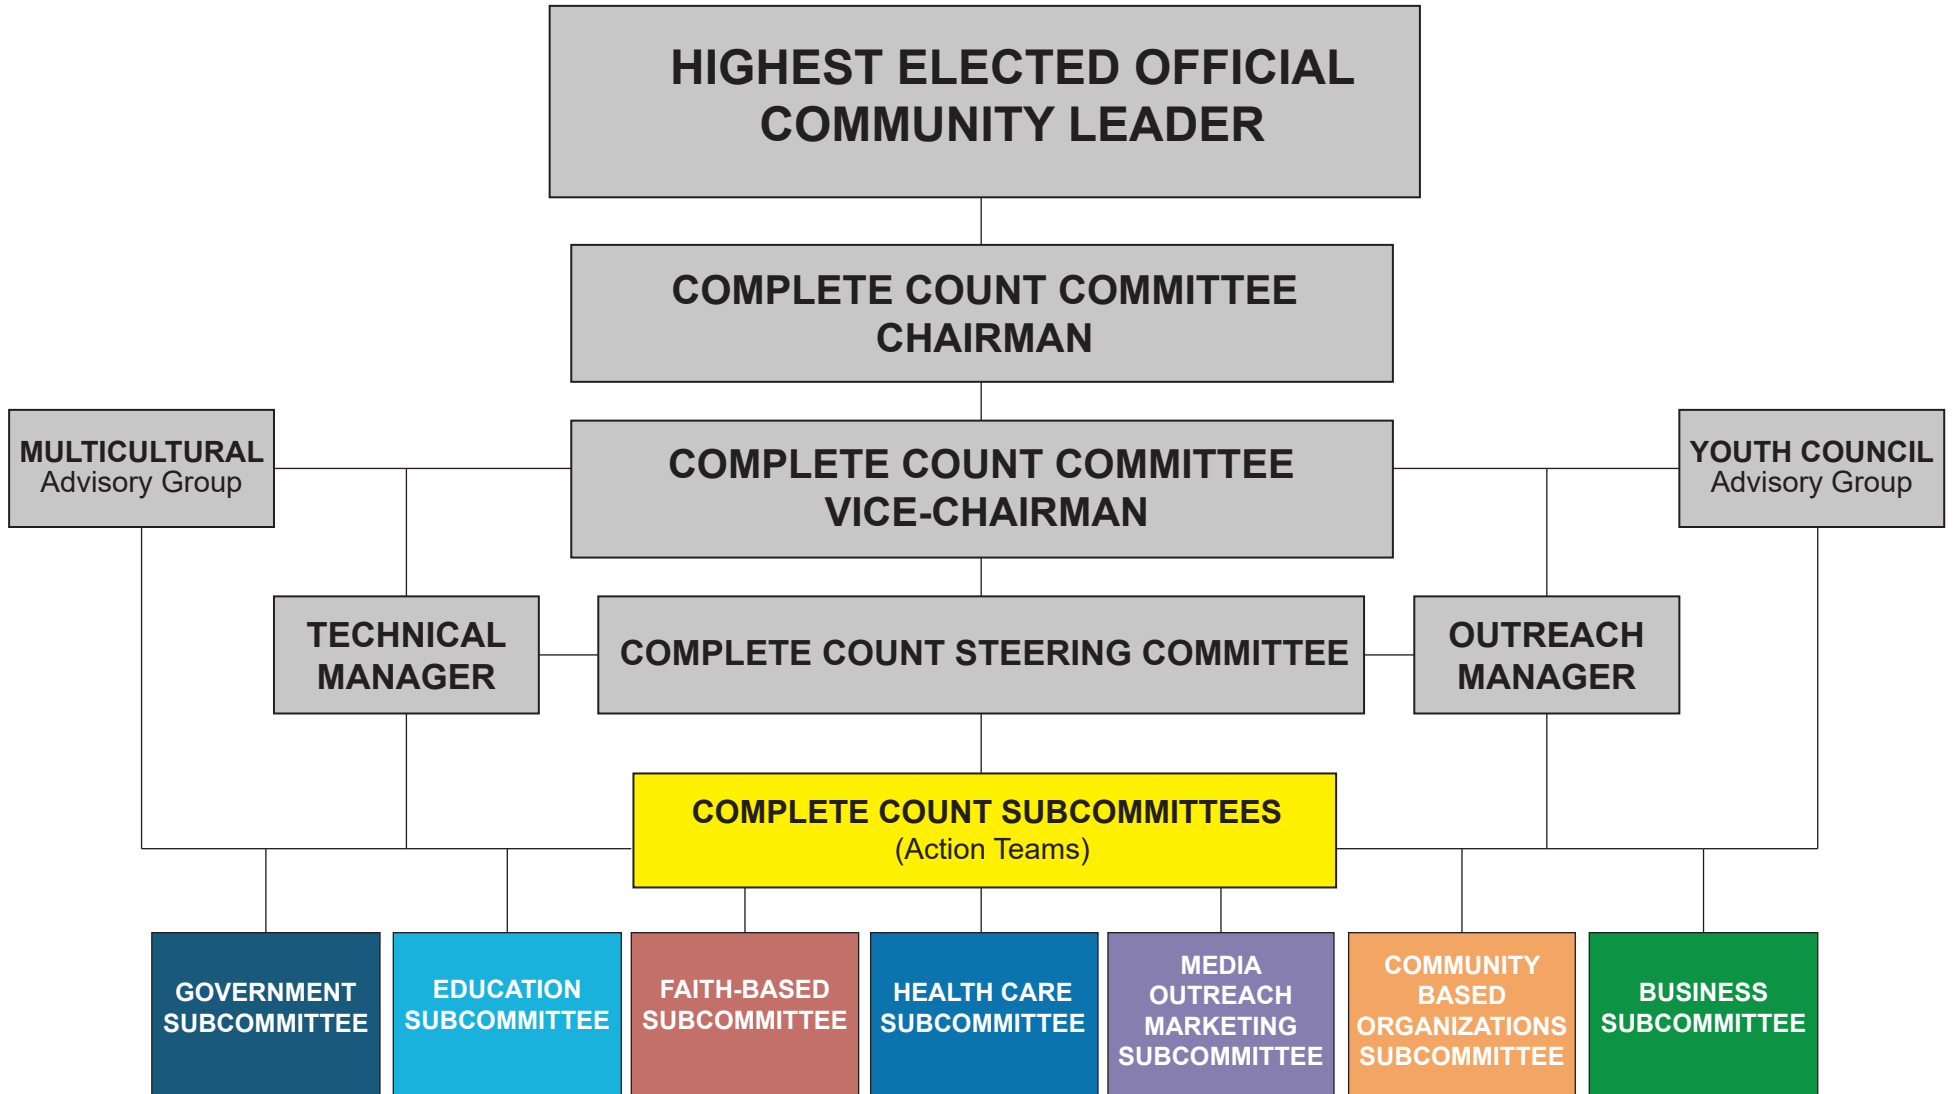 HIGHEST ELECTED OFFICIAL
COMMUNITY LEADER
COMPLETE COUNT COMMITTEE
CHAIRMAN
MULTICULTURAL
Advisory Group
COMPLETE COUNT COMMITTEE
VICE-CHAIRMAN
YOUTH COUNCIL
Advisory Group
TECHNICAL
MANAGER
COMPLETE COUNT STEERING COMMITTEE
OUTREACH
MANAGER
COMPLETE COUNT SUBCOMMITTEES
(Action Teams)
GOVERNMENT
SUBCOMMITTEE
EDUCATION
SUBCOMMITTEE
FAITH-BASED
SUBCOMMITTEE
HEALTH CARE
SUBCOMMITTEE
MEDIA
OUTREACH
MARKETING
SUBCOMMITTEE
COMMUNITY
BASED
ORGANIZATIONS
SUBCOMMITTEE
BUSINESS
SUBCOMMITTEE